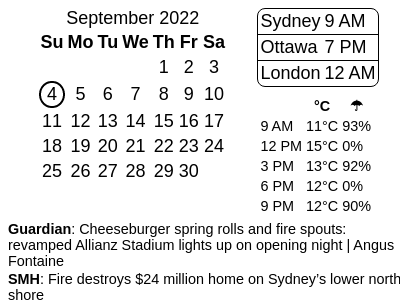 September 2022
Su Mo Tu We Th Fr Sa
1 2 3
4 5 6 7 8 9 10
11 12 13 14 15 16 17
18 19 20 21 22 23 24
25 26 27 28 29 30
Sydney 9 AM
Ottawa 7 PM
London 12 AM
°C ☂
9 AM 11°C 93%
12 PM 15°C 0%
3 PM 13°C 92%
6 PM 12°C 0%
9 PM 12°C 90%
Guardian: Cheeseburger spring rolls and fire spouts:
revamped Allianz Stadium lights up on opening night | Angus
Fontaine
SMH: Fire destroys $24 million home on Sydney’s lower north
shore